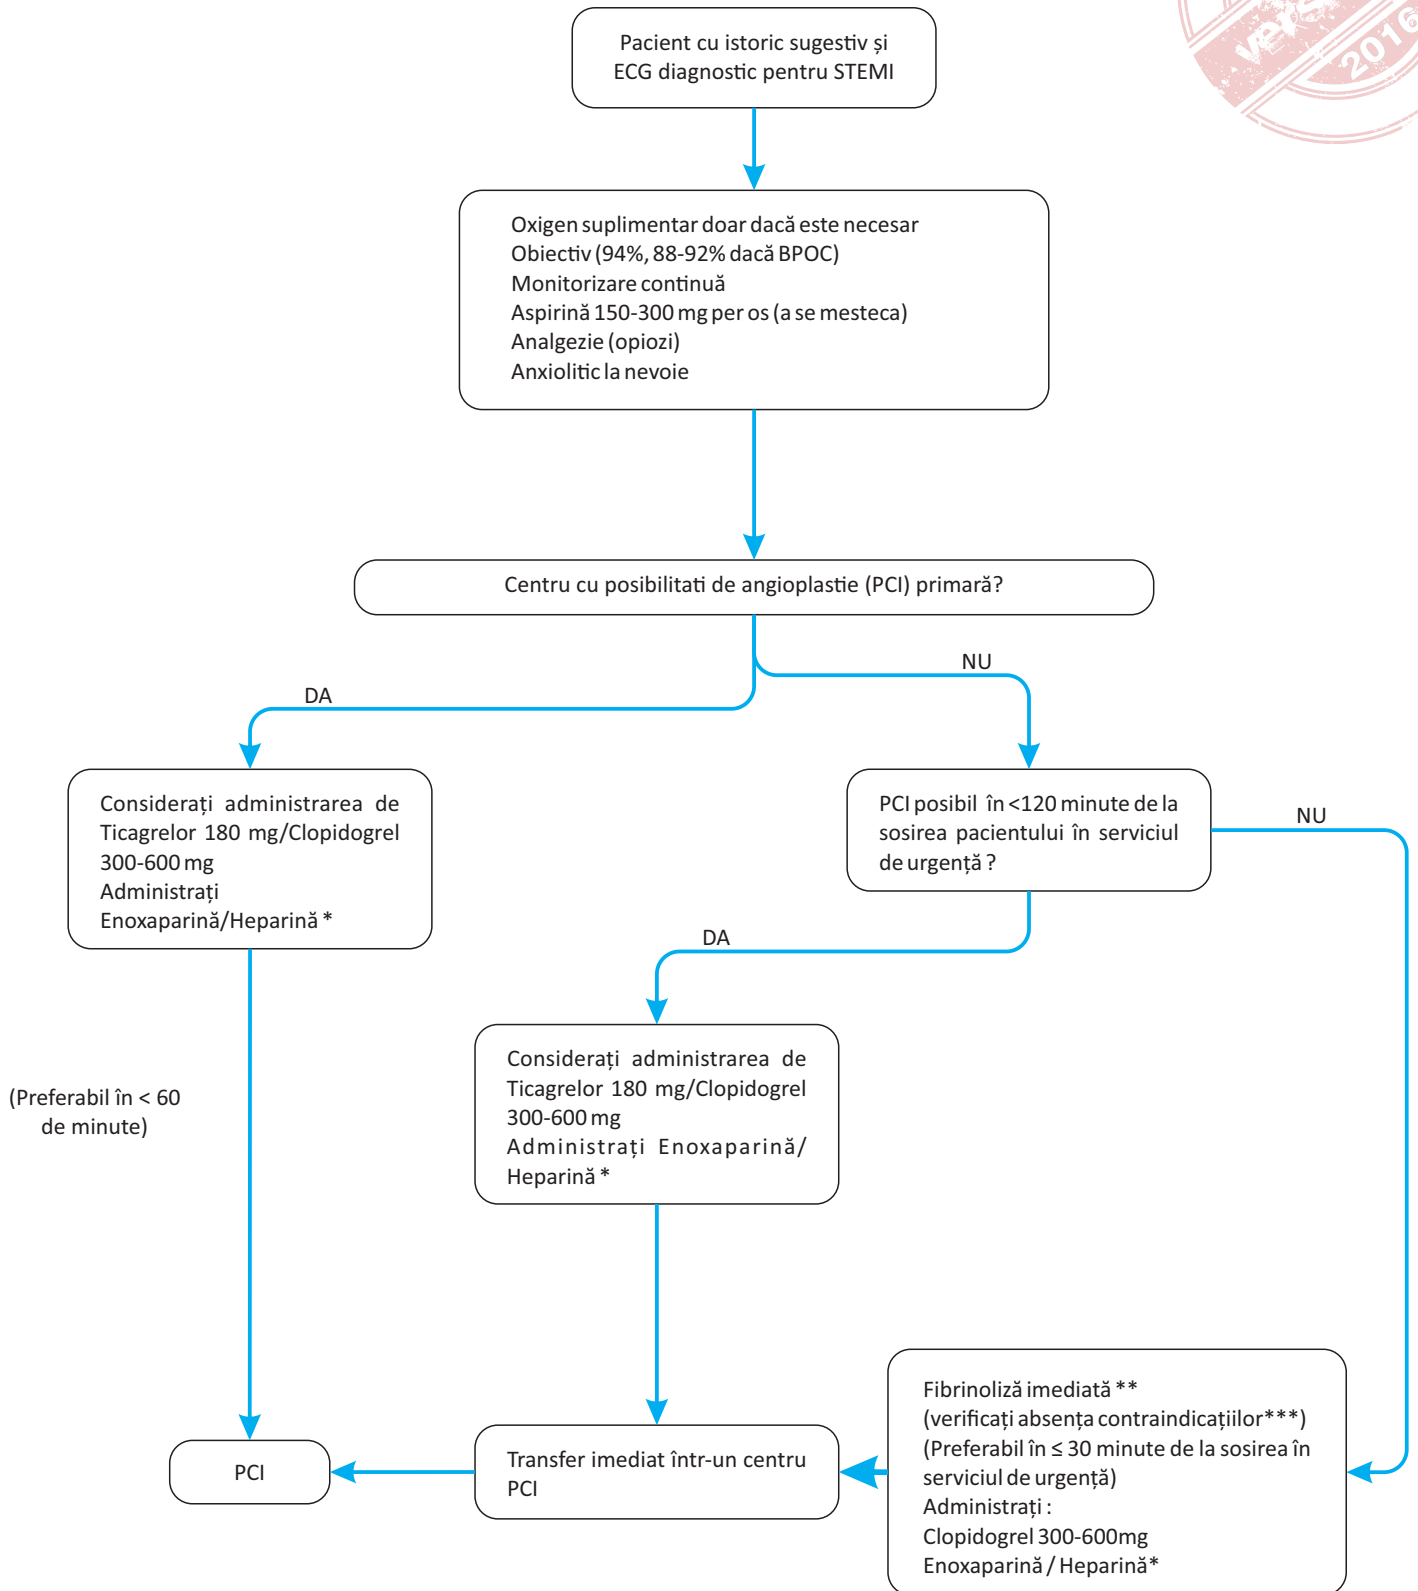 2016
Pacient cu istoric sugestiv și
ECG diagnostic pentru STEMI
Oxigen suplimentar doar dacă este necesar
Obiectiv (94%, 88-92% dacă BPOC)
Monitorizare continuă
Aspirină 150-300 mg per os (a se mesteca)
Analgezie (opiozi)
Anxiolitic la nevoie
Centru cu posibilitati de angioplastie (PCI) primară?
NU
DA
Considerați administrarea de
Ticagrelor 180 mg/Clopidogrel
300-600 mg
Administrați
Enoxaparină/Heparină *
PCI posibil în <120 minute de la
sosirea pacientului în serviciul
de urgență ?
NU
DA
Considerați administrarea de
Ticagrelor 180 mg/Clopidogrel
300-600 mg
Administrați Enoxaparină/
Heparină *
(Preferabil în < 60
de minute)
Fibrinoliză imediată **
(verificați absența contraindicațiilor***)
(Preferabil în ≤ 30 minute de la sosirea în
serviciul de urgență)
Administrați :
Clopidogrel 300-600mg
Enoxaparină / Heparină*
Transfer imediat într-un centru
PCI
PCI